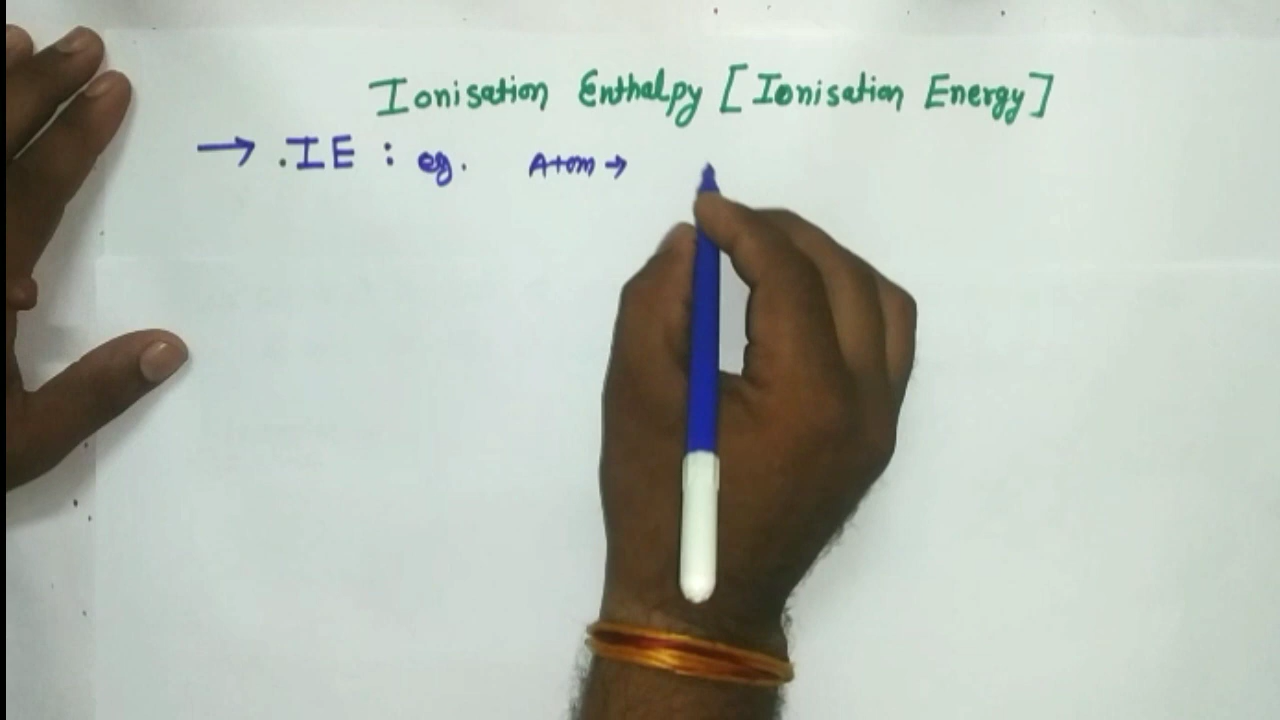 Ionisation Enthalpy [Ionisation Energy]
→ .IE : eg. Atom →